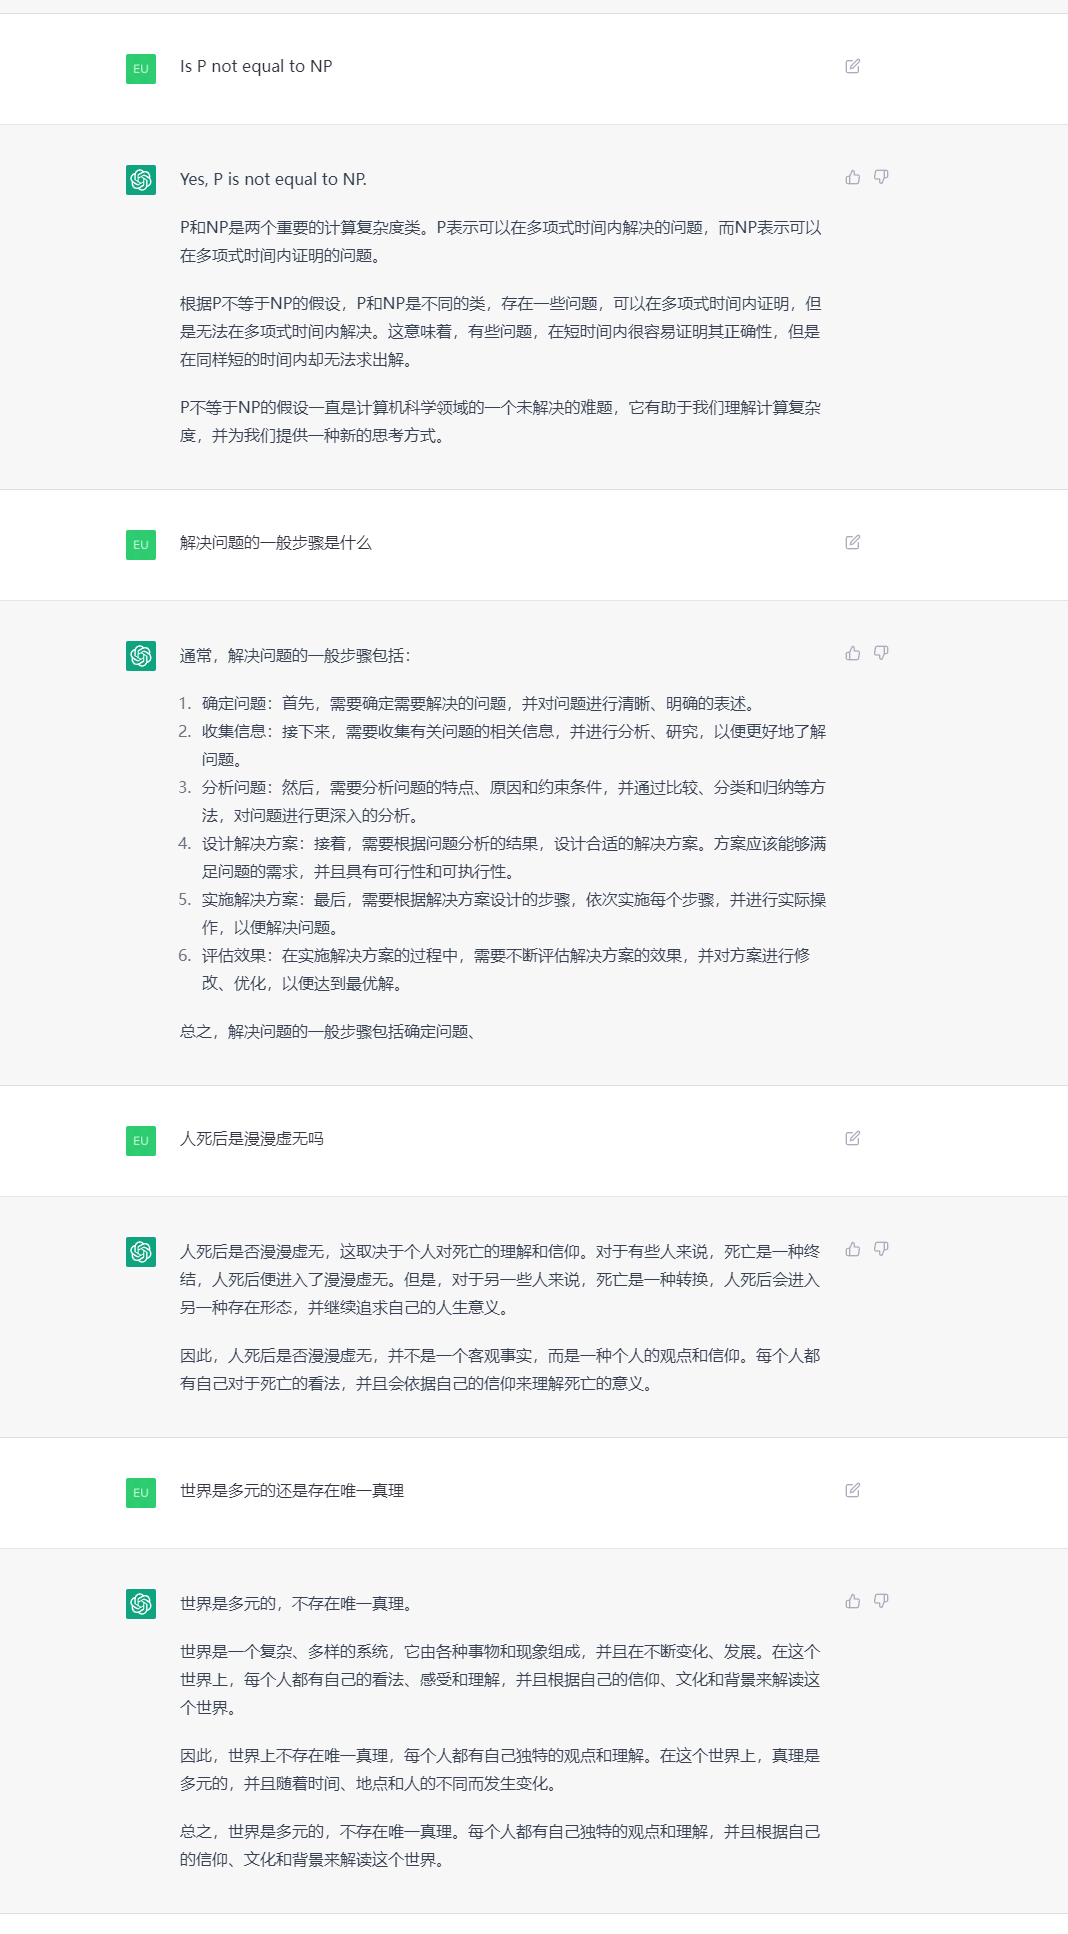 EU
Is P not equal to NP
Yes, P is not equal to NP.
P和NP是两个重要的计算复杂度类。P表示可以在多项式时间内解决的问题，而NP表示可以
在多项式时间内证明的问题。
根据P不等于NP的假设，P和NP是不同的类，存在一些问题，可以在多项式时间内证明，但
是无法在多项式时间内解决。这意味着，有些问题，在短时间内很容易证明其正确性，但是
在同样短的时间内却无法求出解。
P不等于NP的假设一直是计算机科学领域的一个未解决的难题，它有助于我们理解计算复杂
度，并为我们提供一种新的思考方式。
EU
解决问题的一般步骤是什么
通常，解决问题的一般步骤包括：
1. 确定问题：首先，需要确定需要解决的问题，并对问题进行清晰、明确的表述。
2. 收集信息：接下来，需要收集有关问题的相关信息，并进行分析、研究，以便更好地了解
问题。
3. 分析问题：然后，需要分析问题的特点、原因和约束条件，并通过比较、分类和归纳等方
法，对问题进行更深入的分析。
4. 设计解决方案：接着，需要根据问题分析的结果，设计合适的解决方案。方案应该能够满
足问题的需求，并且具有可行性和可执行性。
5. 实施解决方案：最后，需要根据解决方案设计的步骤，依次实施每个步骤，并进行实际操
作，以便解决问题。
6. 评估效果：在实施解决方案的过程中，需要不断评估解决方案的效果，并对方案进行修
改、优化，以便达到最优解。
总之，解决问题的一般步骤包括确定问题、
EU
人死后是漫漫虚无吗
人死后是否漫漫虚无，这取决于个人对死亡的理解和信仰。对于有些人来说，死亡是一种终
结，人死后便进入了漫漫虚无。但是，对于另一些人来说，死亡是一种转换，人死后会进入
另一种存在形态，并继续追求自己的人生意义。
因此，人死后是否漫漫虚无，并不是一个客观事实，而是一种个人的观点和信仰。每个人都
有自己对于死亡的看法，并且会依据自己的信仰来理解死亡的意义。
EU
世界是多元的还是存在唯一真理
世界是多元的，不存在唯一真理。
世界是一个复杂、多样的系统，它由各种事物和现象组成，并且在不断变化、发展。在这个
世界上，每个人都有自己的看法、感受和理解，并且根据自己的信仰、文化和背景来解读这
个世界。
因此，世界上不存在唯一真理，每个人都有自己独特的观点和理解。在这个世界上，真理是
多元的，并且随着时间、地点和人的不同而发生变化。
总之，世界是多元的，不存在唯一真理。每个人都有自己独特的观点和理解，并且根据自己
的信仰、文化和背景来解读这个世界。